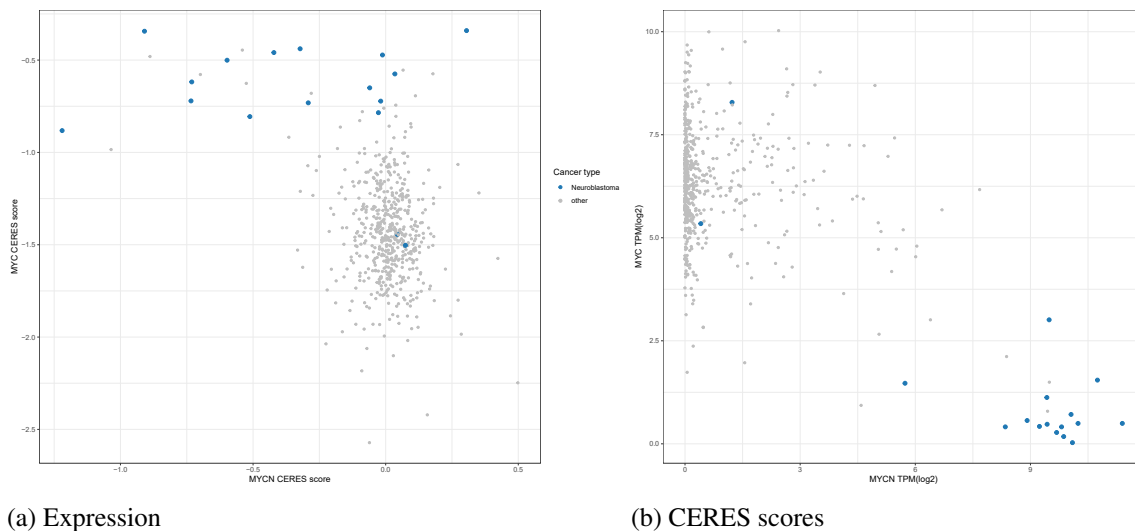 −0.5
−1.0
−1.5
−2.0
−2.5
MYC CERES score
−1.0
−0.5
0.0
0.5
MYCN CERES score
Cancer type
Neuroblastoma
other
10.0
7.5
5.0
2.5
0.0
MYC TPM(log2)
0
3
6
9
MYCN TPM(log2)
(a) Expression
(b) CERES scores